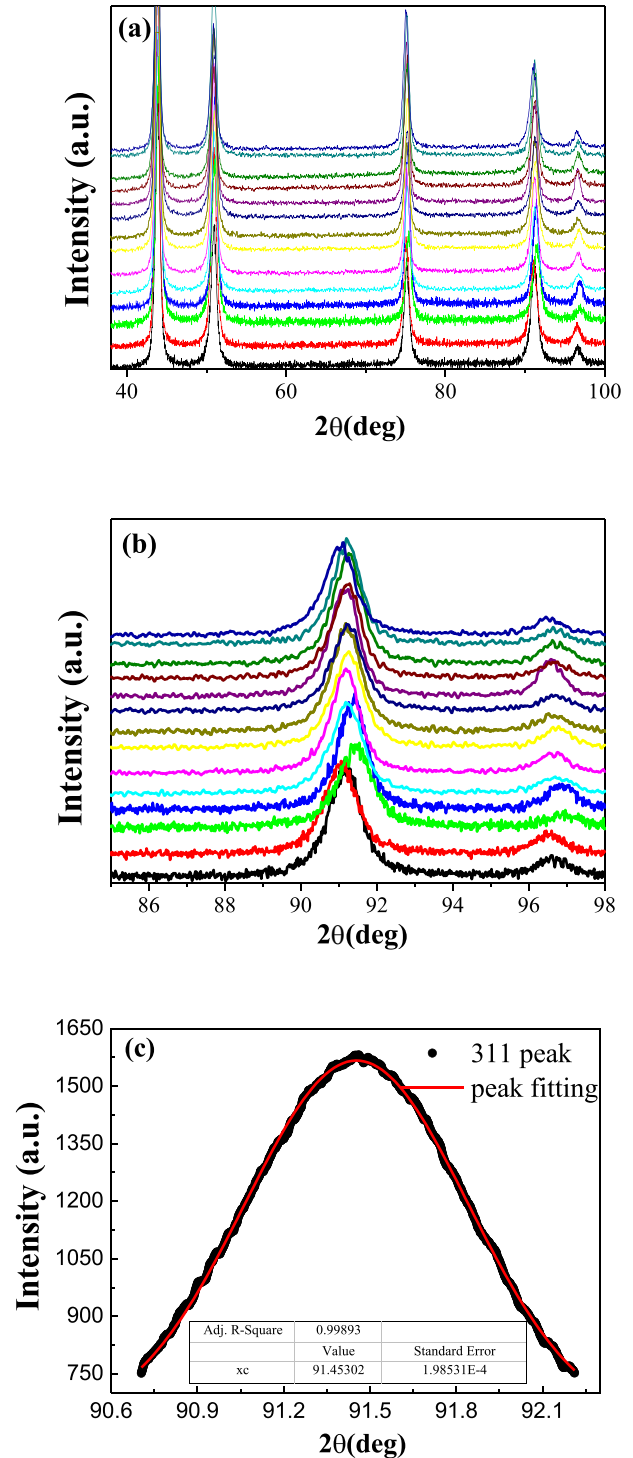 (a)
Intensity (a.u.)
40 60 80 100
2θ(deg)
(b)
Intensity (a.u.)
86 88 90 92 94 96 98
2θ(deg)
(c)
311 peak
peak fitting
Intensity (a.u.)
1650
1500
1350
1200
1050
900
750
Adj. R-Square 0.99893
Value Standard Error
xc 91.45302 1.98531E-4
90.6 90.9 91.2 91.5 91.8 92.1
2θ(deg)